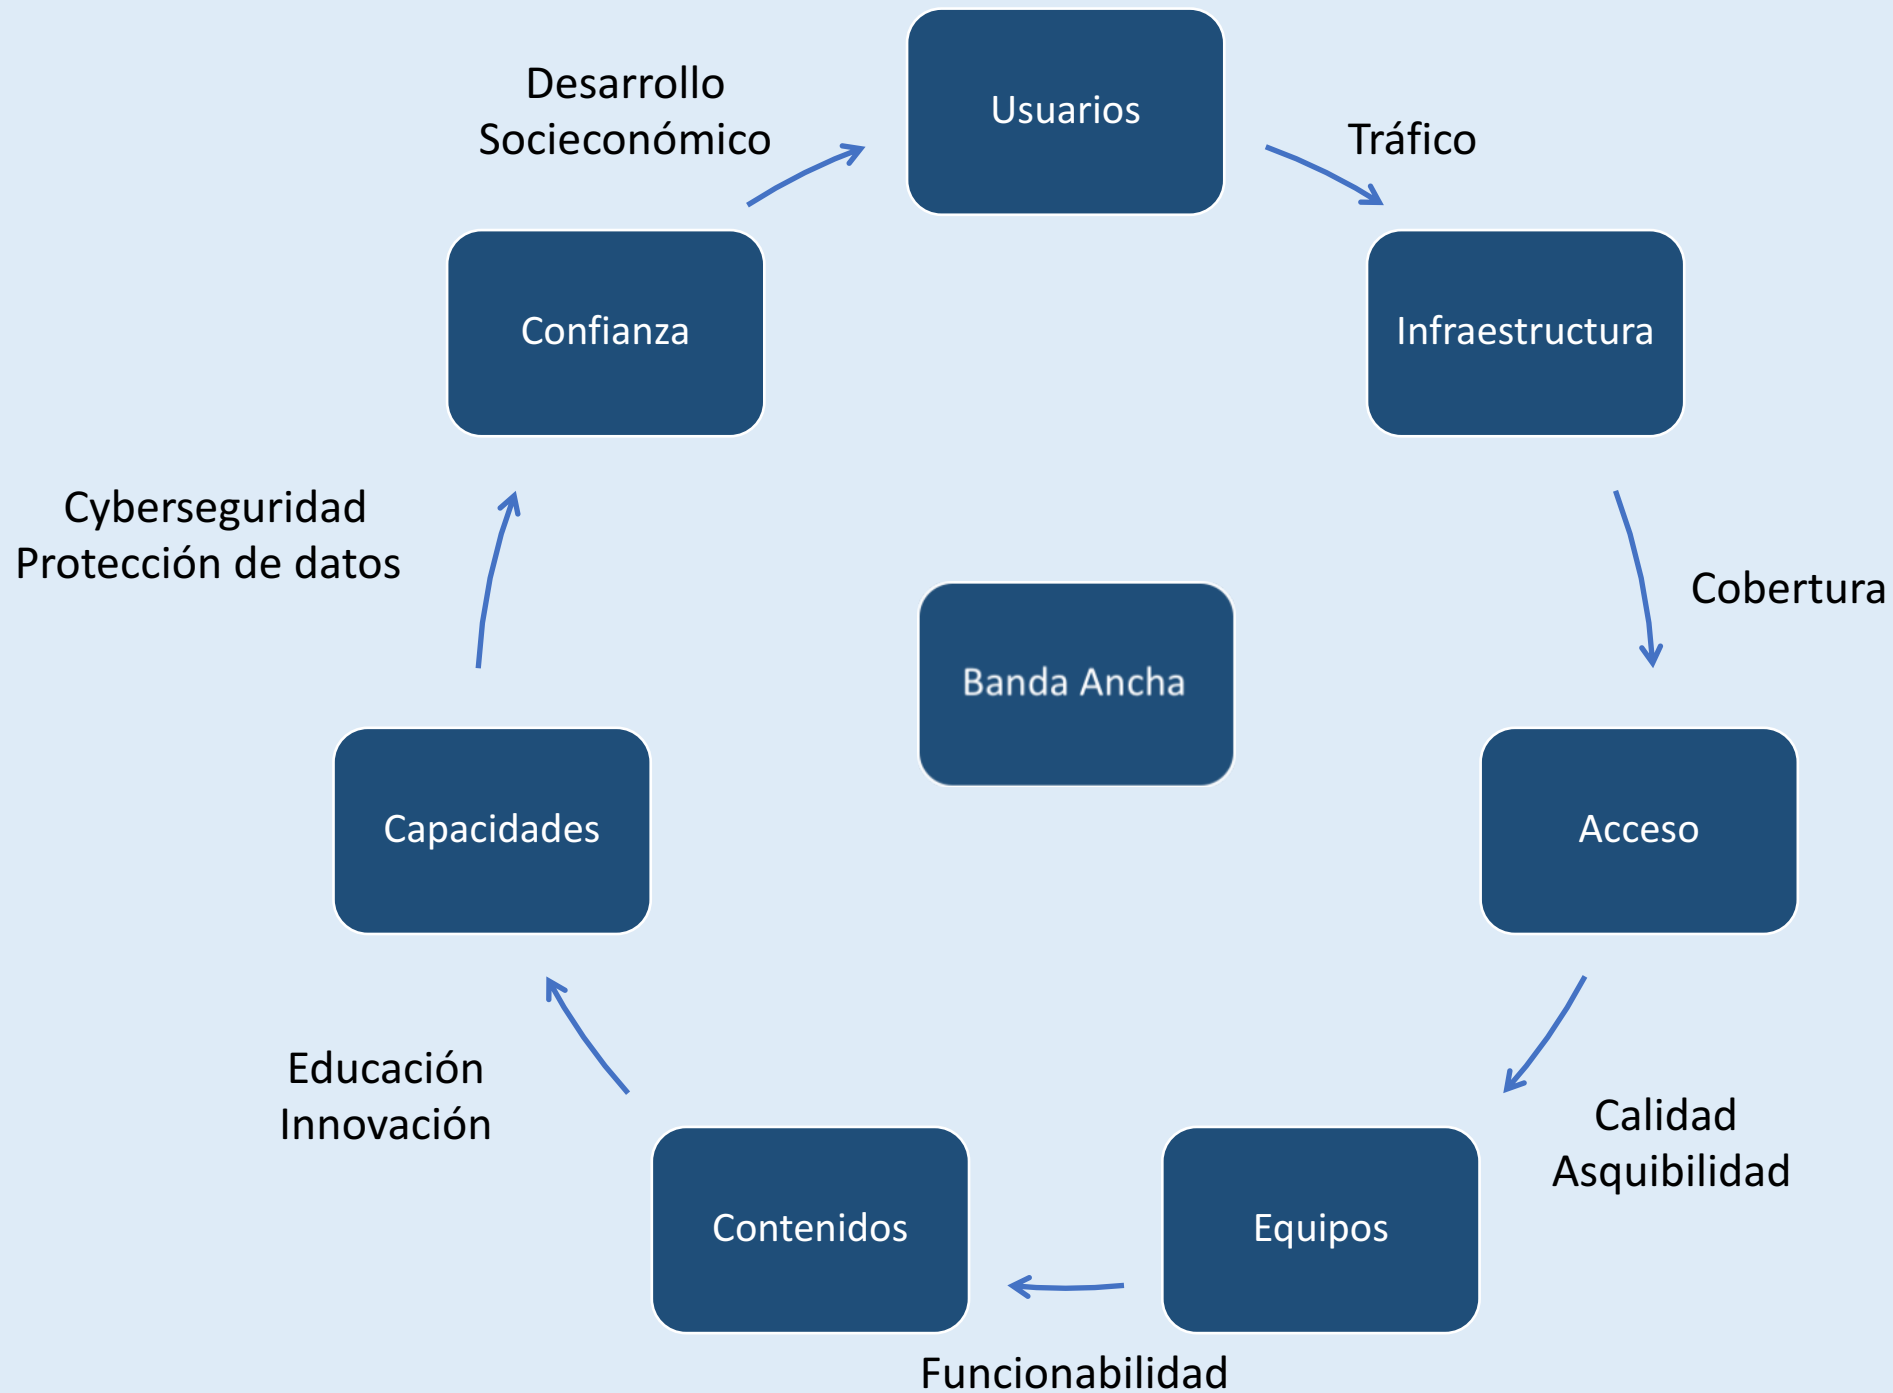 Usuarios
Desarrollo
Socieconómico
Tráfico
Confianza
Infraestructura
Cyberseguridad
Protección de datos
Cobertura
Banda Ancha
Capacidades
Acceso
Educación
Innovación
Calidad
Asquibilidad
Contenidos
Equipos
Funcionabilidad